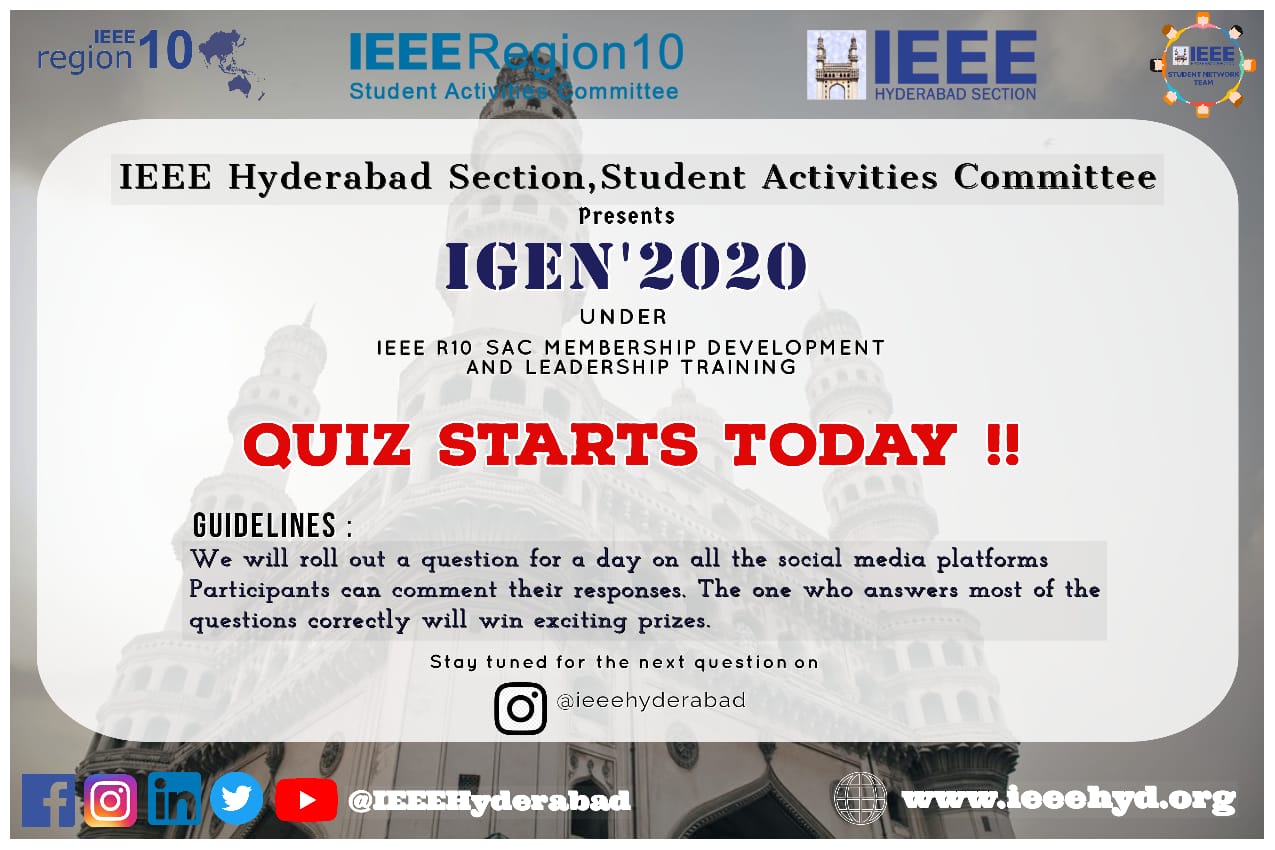 IEEE
region 10
IEEE Region10
Student Activities Committee
IEEE
HYDERABAD SECTION
IEEE
STUDENT NETWORK
TEAM
IEEE Hyderabad Section,Student Activities Committee
Presents
IGEN'2020
UNDER
IEEE R10 SAC MEMBERSHIP DEVELOPMENT
AND LEADERSHIP TRAINING
QUIZ STARTS TODAY !!
GUIDELINES :
We will roll out a question for a day on all the social media platforms
Participants can comment their responses. The one who answers most of the
questions correctly will win exciting prizes.
Stay tuned for the next question on
@ieeehyderabad
@IEEEHyderabad
www.ieeehyd.org